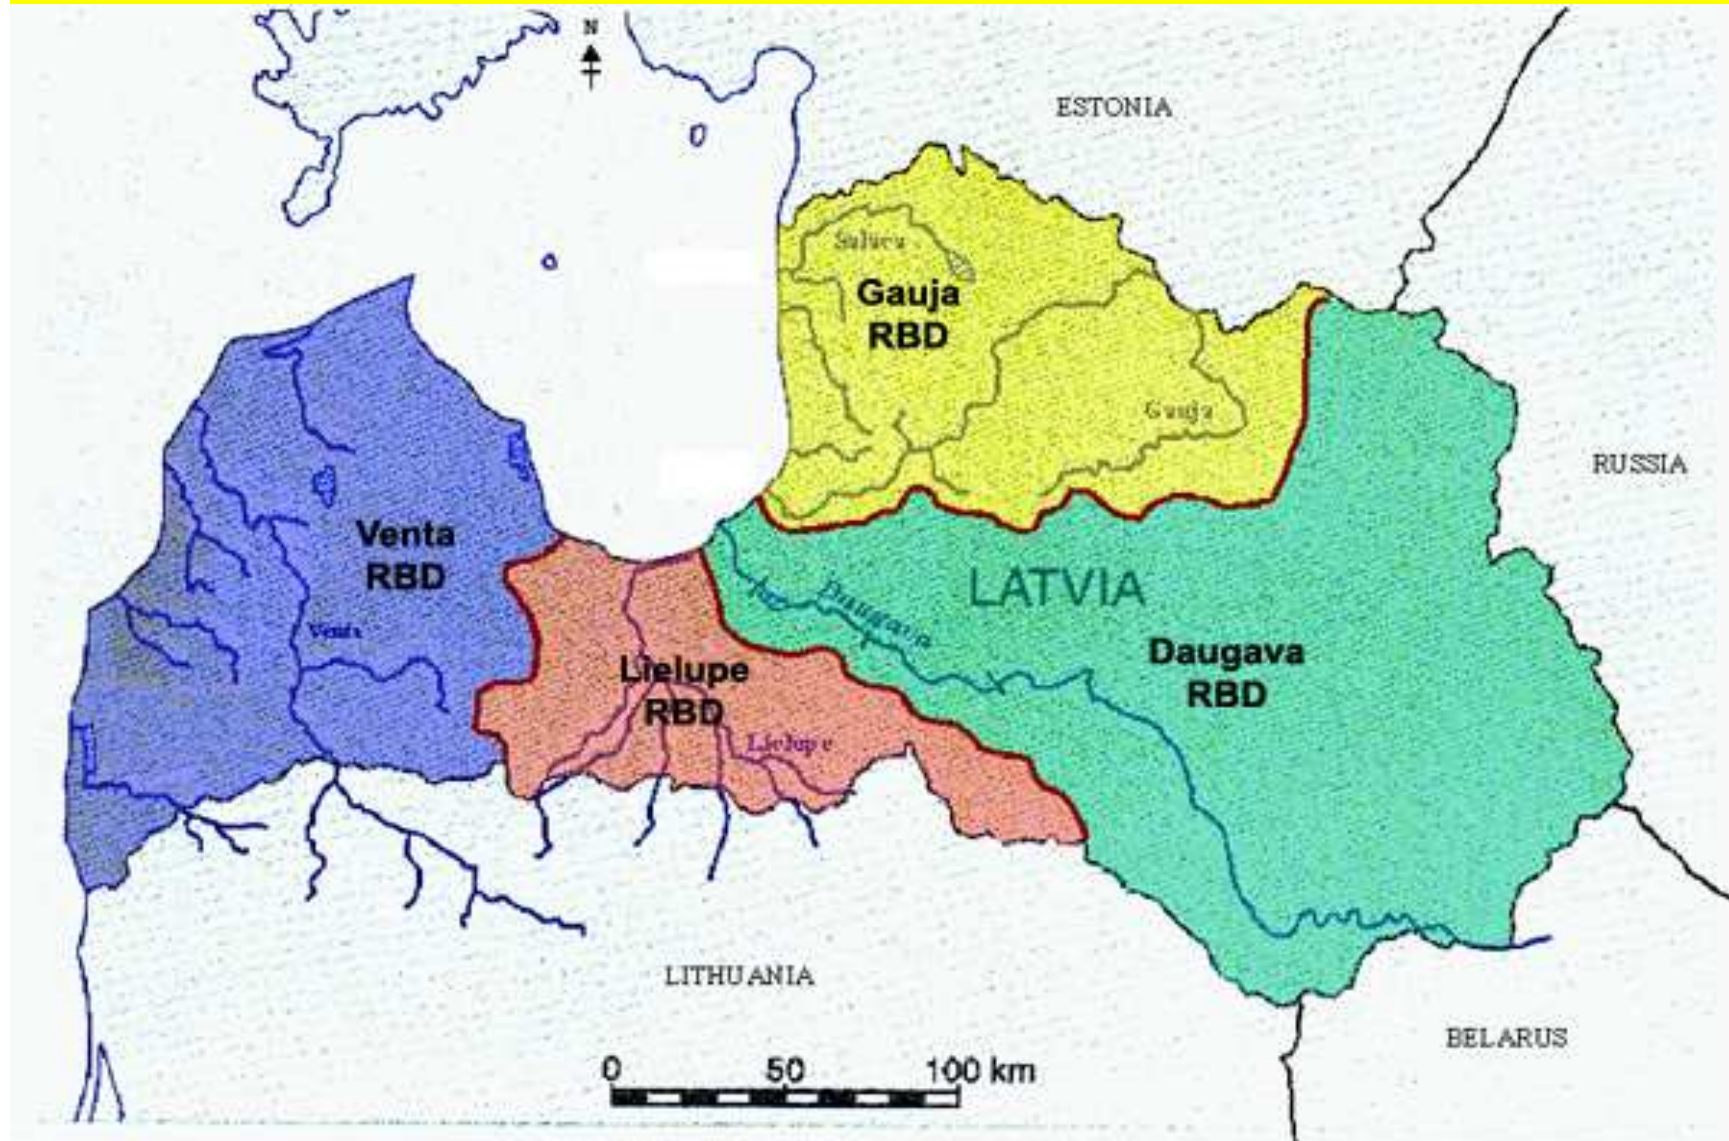 N
ESTONIA
Salaca
Gauja
RBD
Gauja
RUSSIA
Venta
RBD
LATVIA
Daugava
Venta
Daugava
RBD
Lielupe
RBD
Lielupe
LITHUANIA
BELARUS
0 50 100 km